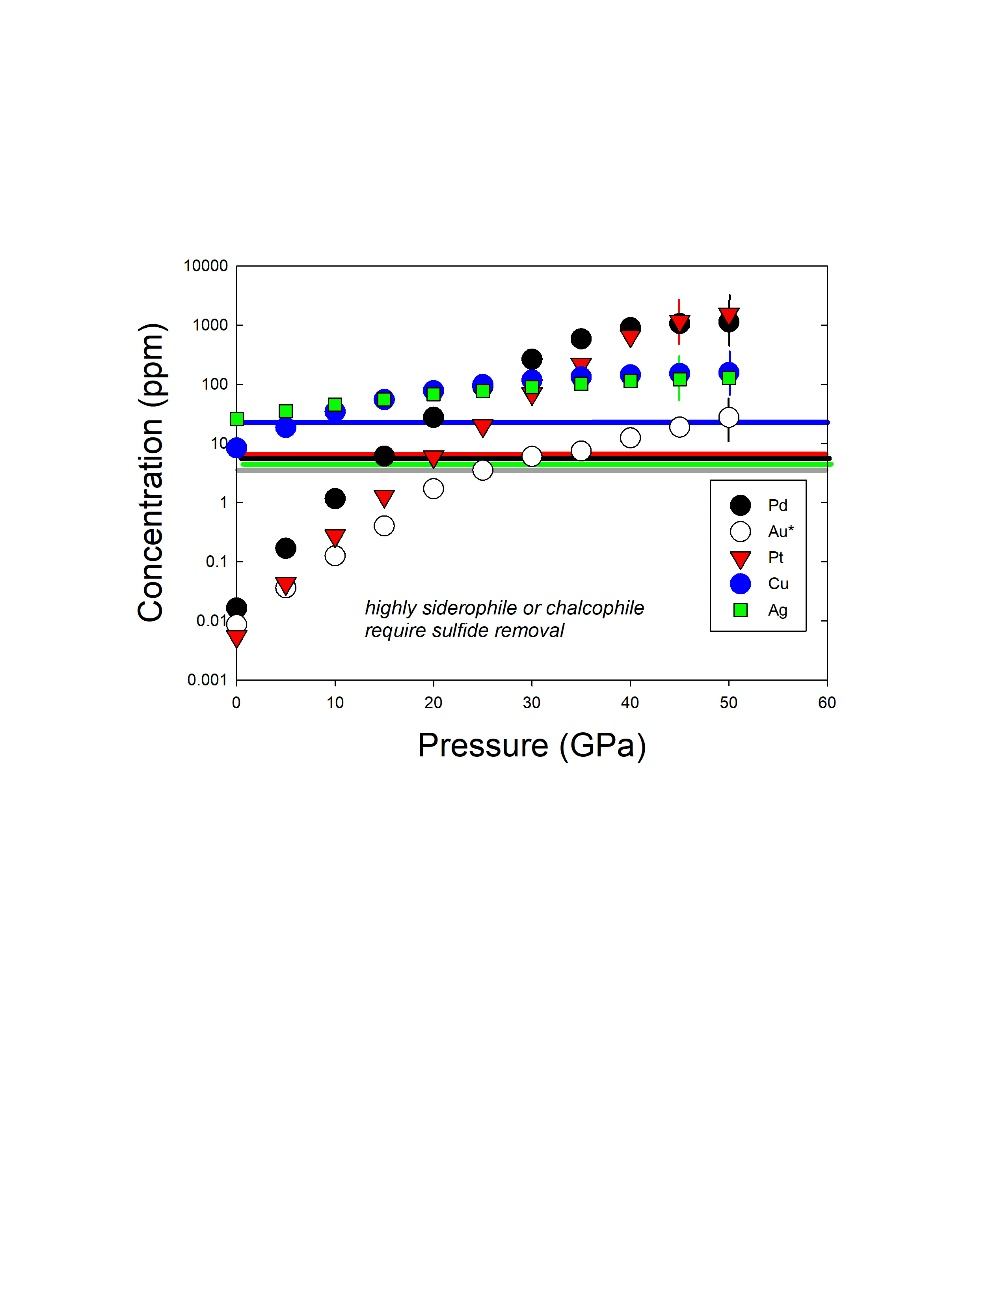 10000
1000
100
10
1
0.1
0.01
0.001
Concentration (ppm)
Pd
Au*
Pt
Cu
Ag
highly siderophile or chalcophile
require sulfide removal
0 10 20 30 40 50 60
Pressure (GPa)